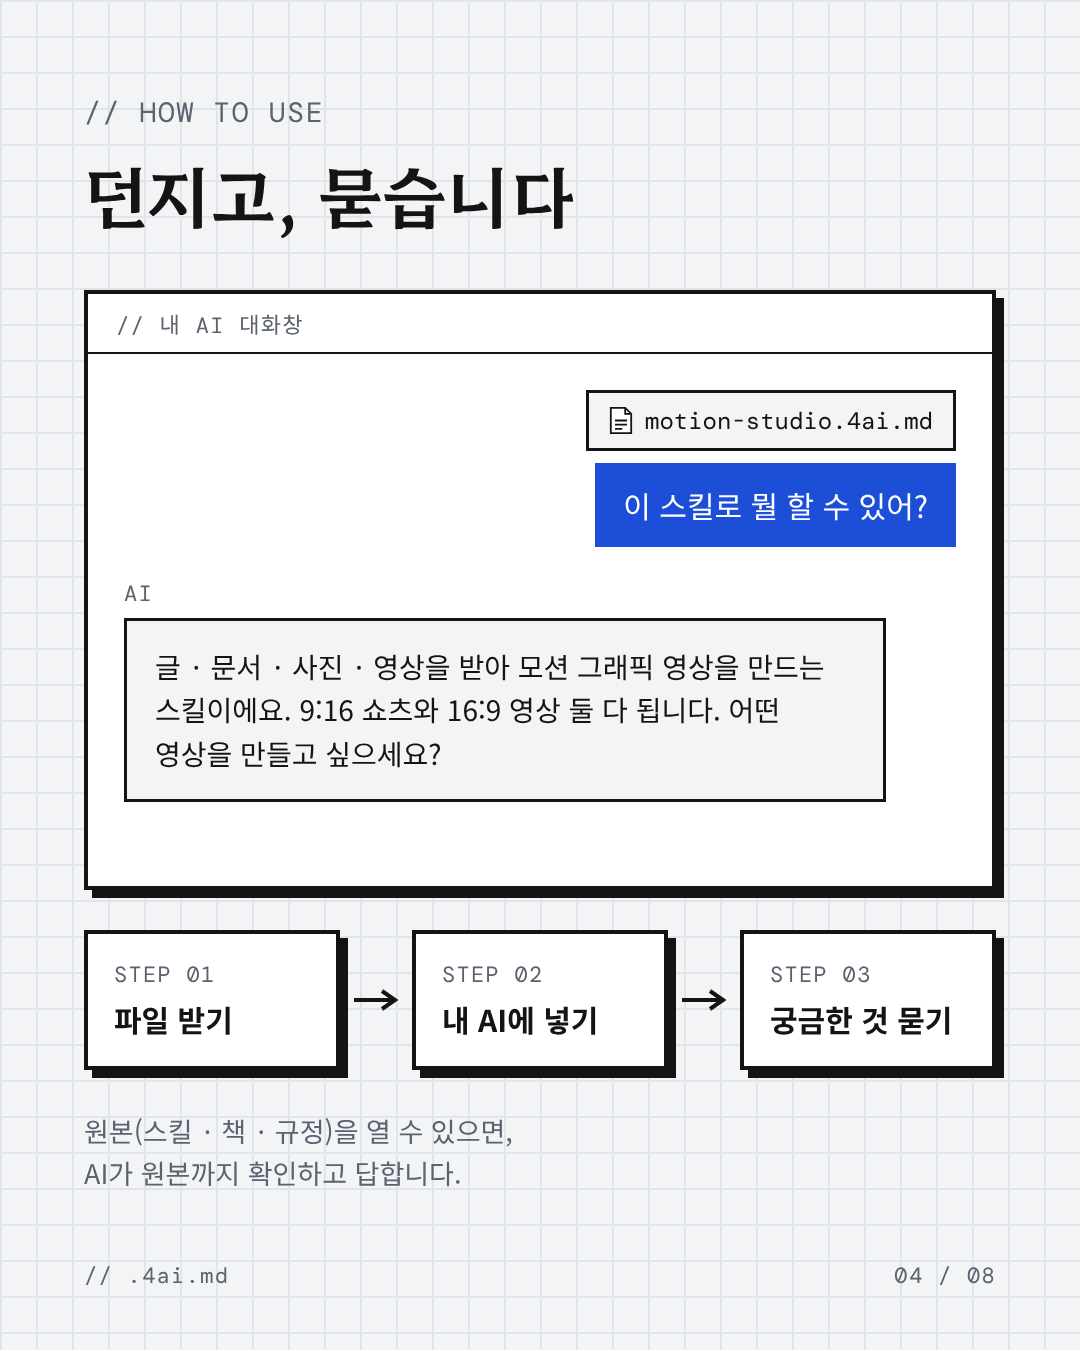 // HOW TO USE
던지고, 묻습니다
// 내 AI 대화창
motion-studio.4ai.md
이 스킬로 뭘 할 수 있어?
AI
글 · 문서 · 사진 · 영상을 받아 모션 그래픽 영상을 만드는
스킬이에요. 9:16 쇼츠와 16:9 영상 둘 다 됩니다. 어떤
영상을 만들고 싶으세요?
STEP 01
파일 받기
STEP 02
내 AI에 넣기
STEP 03
궁금한 것 묻기
원본(스킬 · 책 · 규정)을 열 수 있으면,
AI가 원본까지 확인하고 답합니다.
// .4ai.md
04 / 08